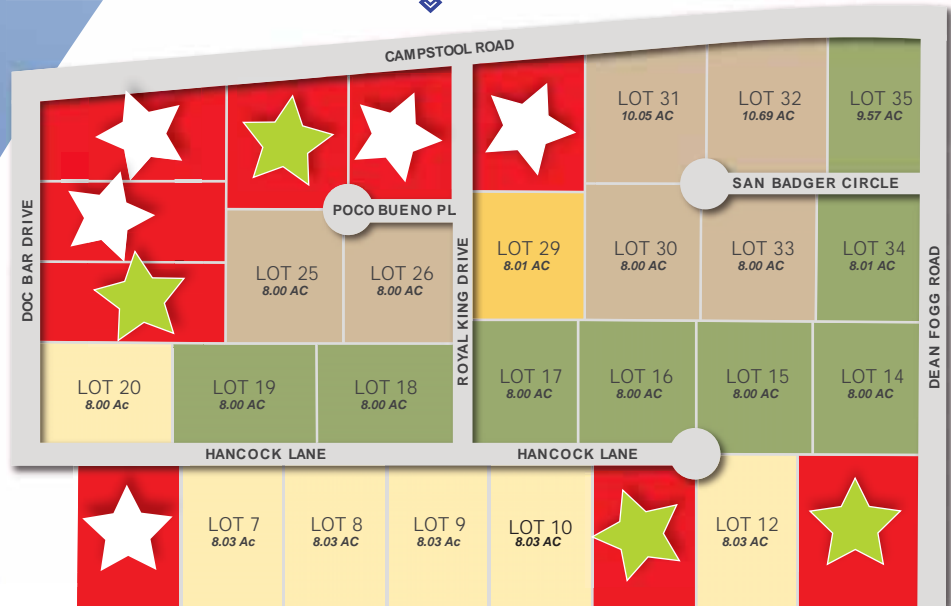 CAMPSTOOL ROAD
LOT 31
10.05 AC
LOT 32
10.69 AC
LOT 35
9.57 AC
SAN BADGER CIRCLE
POCO BUENO PL
DOC BAR DRIVE
ROYAL KING DRIVE
DEAN FOGG ROAD
LOT 25
8.00 AC
LOT 26
8.00 AC
LOT 29
8.01 AC
LOT 30
8.00 AC
LOT 33
8.00 AC
LOT 34
8.01 AC
LOT 20
8.00 Ac
LOT 19
8.00 AC
LOT 18
8.00 AC
LOT 17
8.00 AC
LOT 16
8.00 AC
LOT 15
8.00 AC
LOT 14
8.00 AC
HANCOCK LANE
HANCOCK LANE
LOT 7
8.03 Ac
LOT 8
8.03 AC
LOT 9
8.03 Ac
LOT 10
8.03 AC
LOT 12
8.03 AC